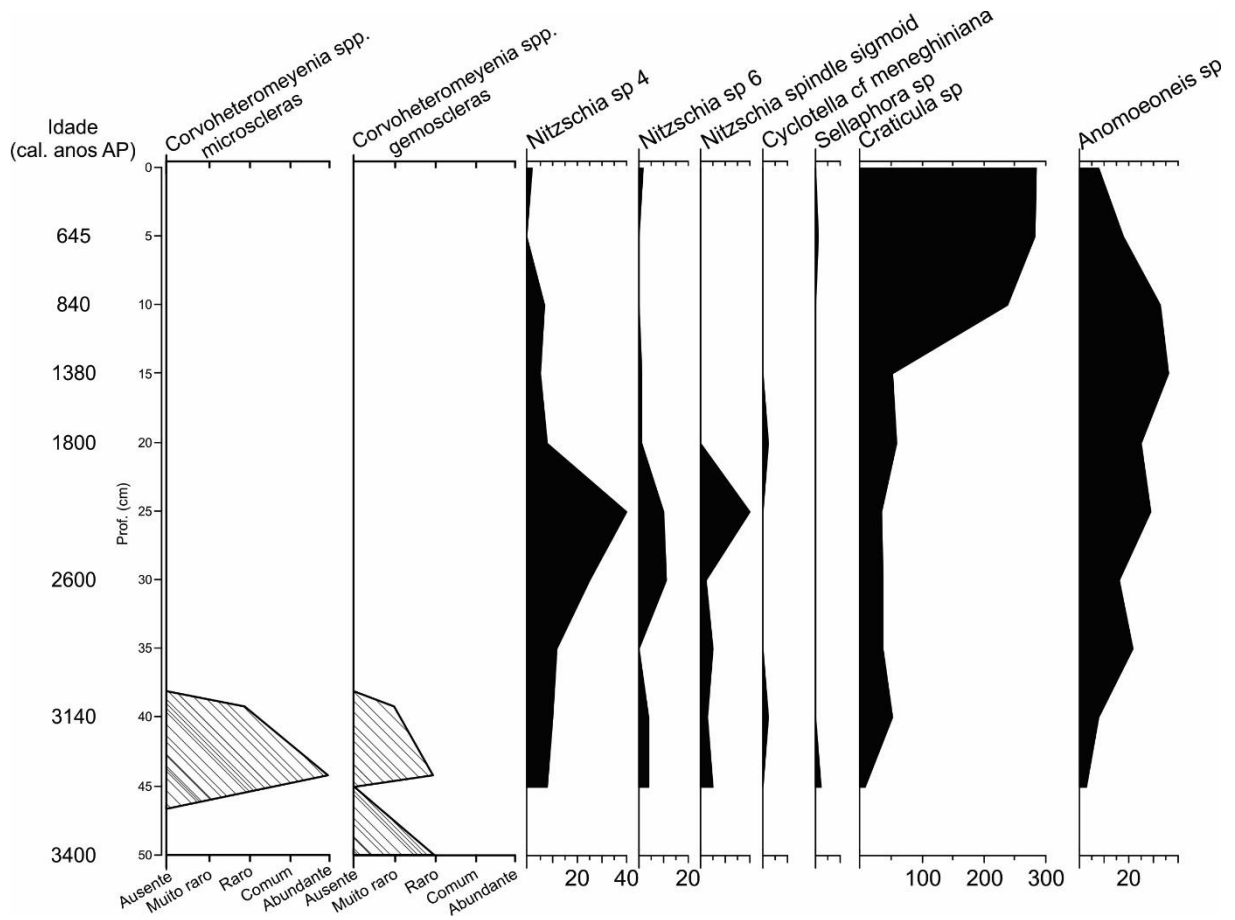 Corvoheteromeyenia spp.
microscleras
Corvoheteromeyenia spp.
gemoscleras
Nitzschia sp 4
Nitzschia sp 6
Nitzschia spindle sigmoid
Cyclotella cf meneghiniana
Sellaphora sp
Craticula sp
Anomoeoneis sp
Idade
(cal. anos AP)
Prof. (cm)
0
645 5
840 10
1380 15
1800 20
25
2600 30
35
3140 40
45
3400 50
Ausente
Muito raro
Raro
Comum
Abundante
Ausente
Muito raro
Raro
Comum
Abundante
20 40 20 100 200 300 20